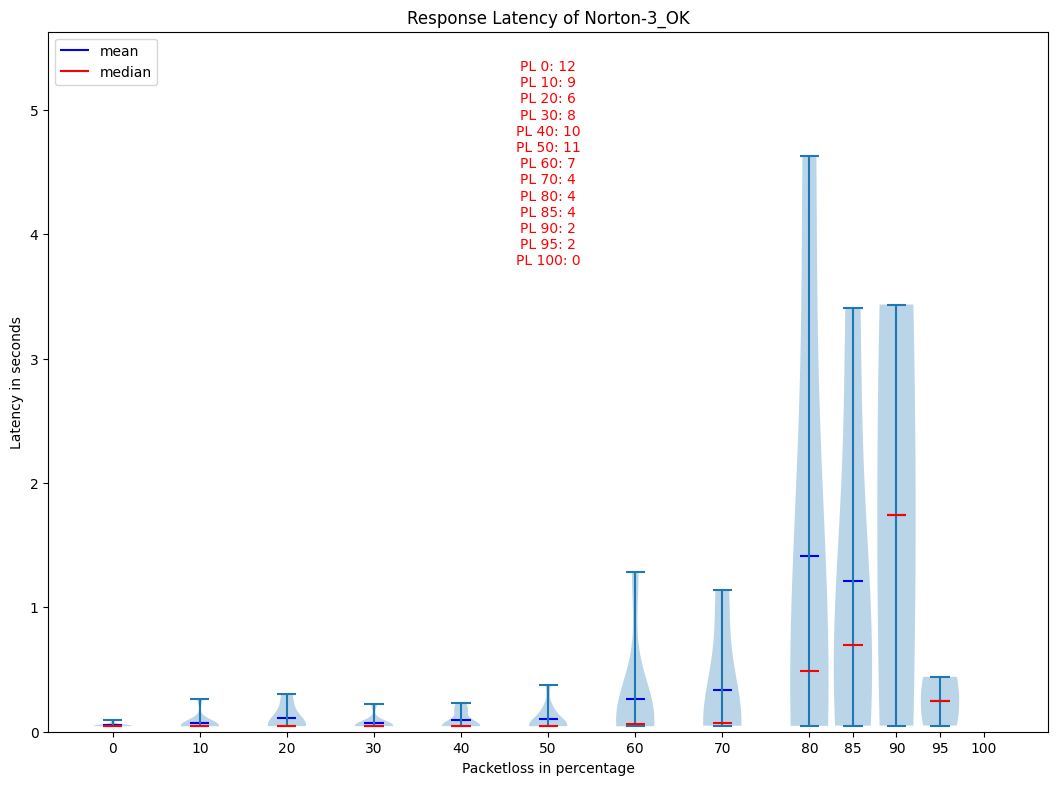 Response Latency of Norton-3_OK
mean
median
PL 0: 12
PL 10: 9
PL 20: 6
PL 30: 8
PL 40: 10
PL 50: 11
PL 60: 7
PL 70: 4
PL 80: 4
PL 85: 4
PL 90: 2
PL 95: 2
PL 100: 0
Latency in seconds
5
4
3
2
1
0
0 10 20 30 40 50 60 70 80 85 90 95 100
Packetloss in percentage